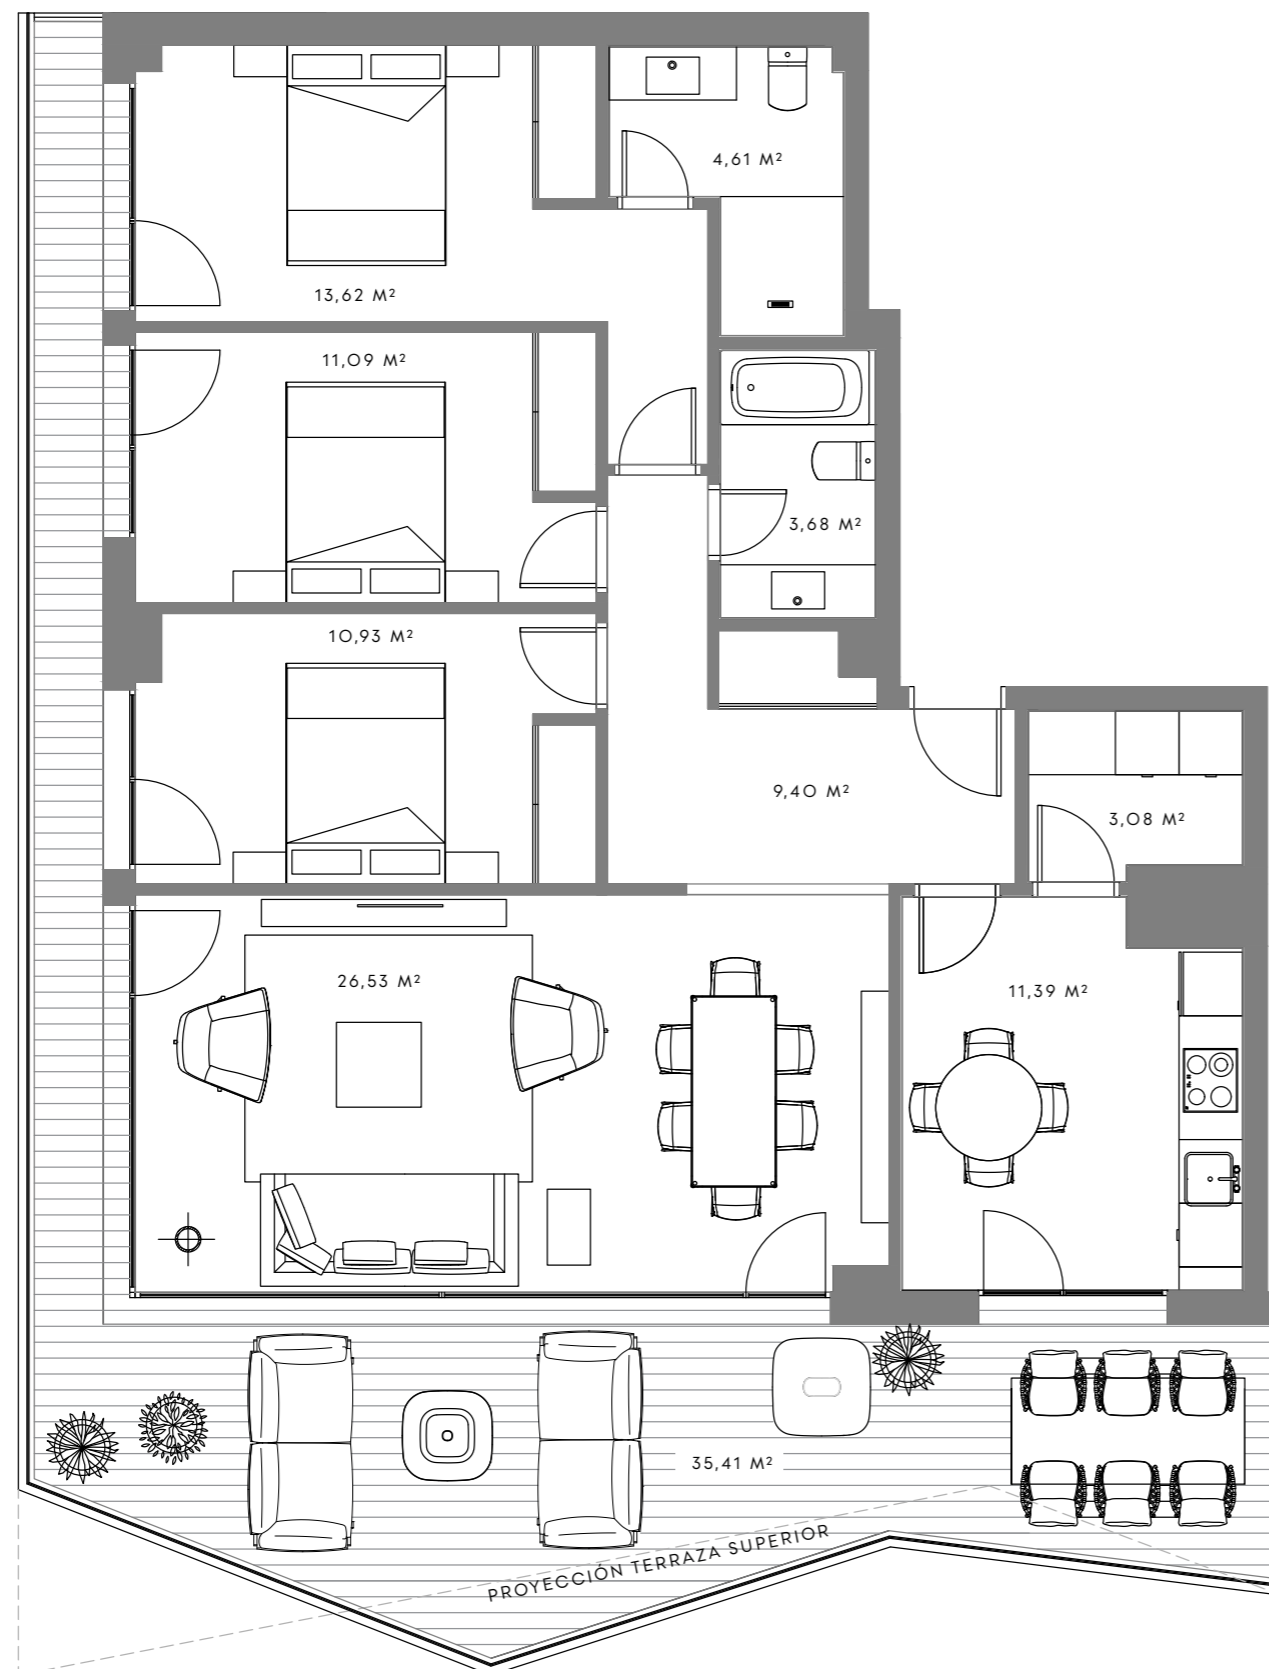 4,61 M²
13,62 M²
11,09 M²
3,68 M²
10,93 M²
9,40 M²
3,08 M²
26,53 M²
11,39 M²
35,41 M²
PROYECCIÓN TERRAZA SUPERIOR